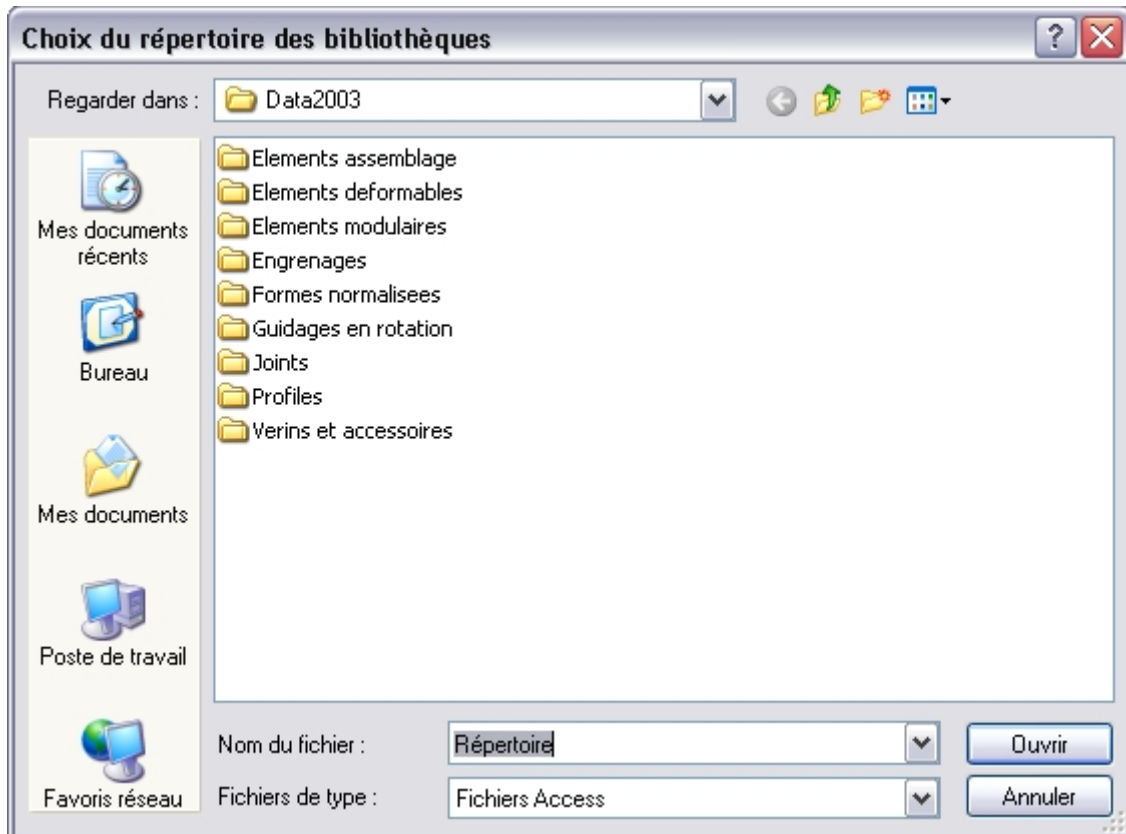 Choix du répertoire des bibliothèques
Regarder dans : Data2003
Mes documents récents
Bureau
Mes documents
Poste de travail
Favoris réseau
Elements assemblage
Elements deformables
Elements modulaires
Engrenages
Formes normalisees
Guidages en rotation
Joints
Profiles
Verins et accessoires
Nom du fichier : Répertoire Ouvrir
Fichiers de type : Fichiers Access Annuler